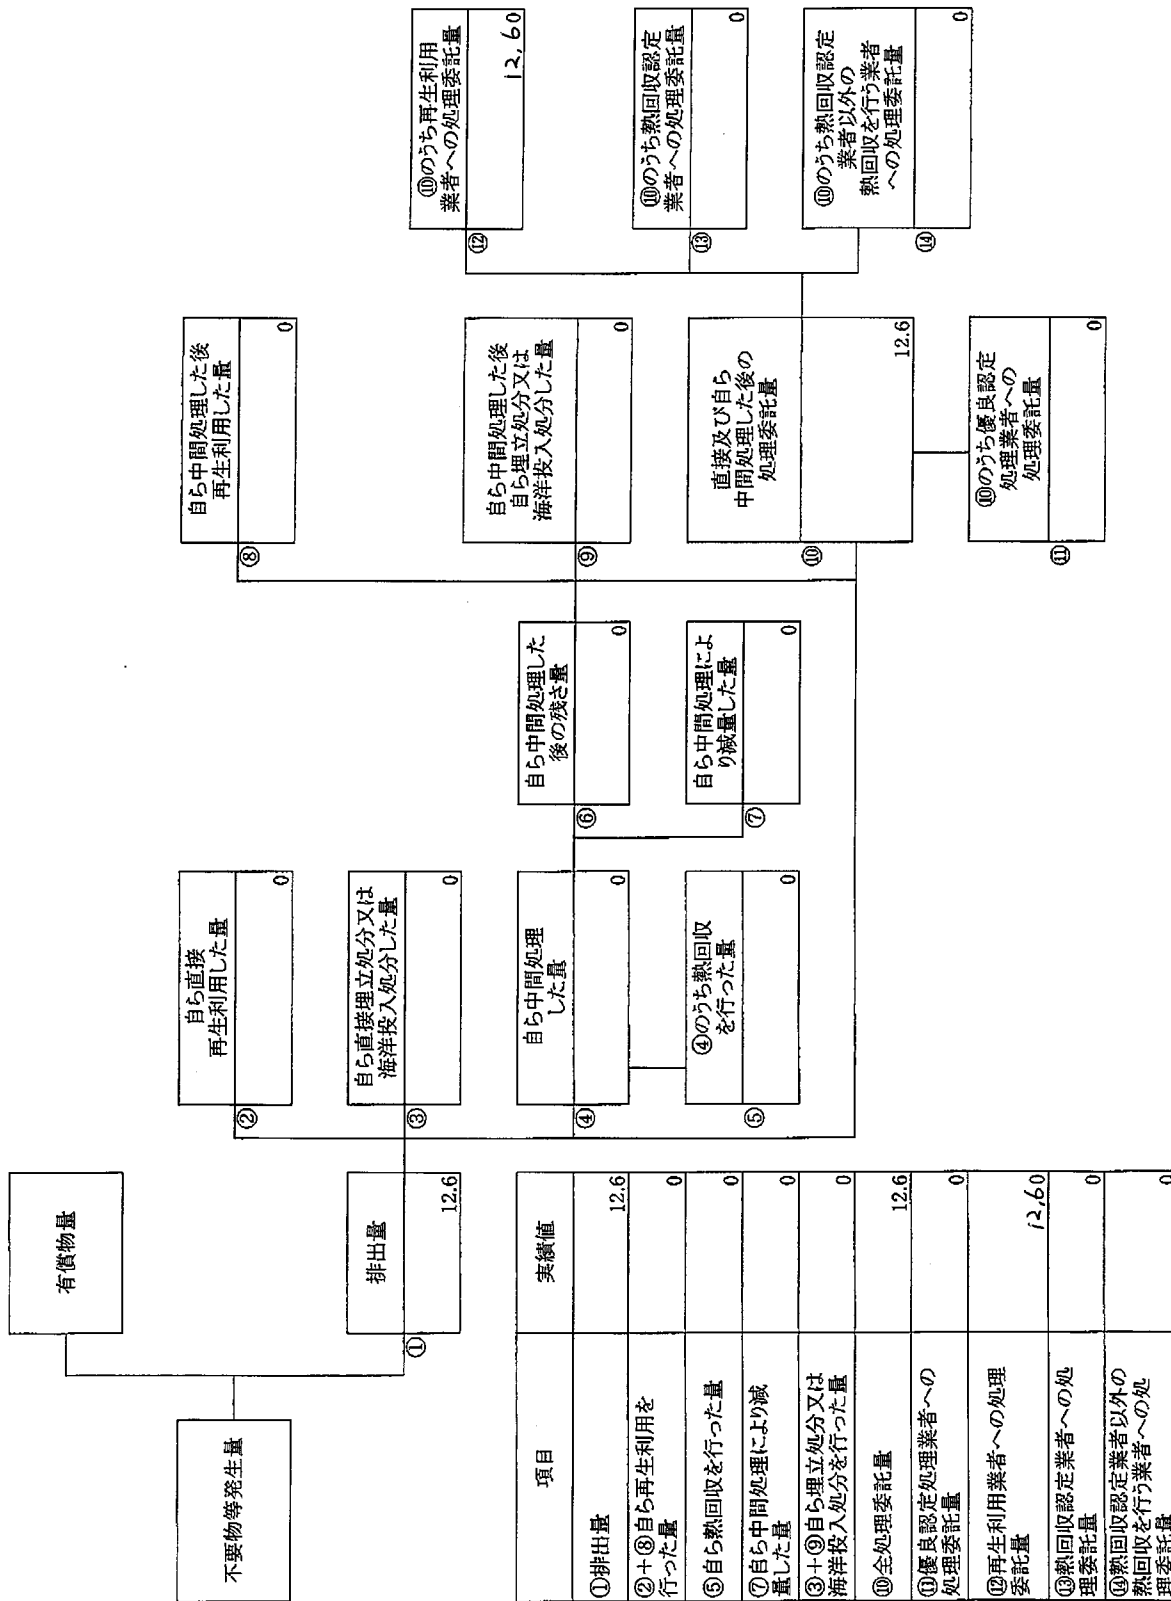 不要物等発生量
有償物量
①
排出量
12.6
②
自ら直接
再生利用した量
0
③
自ら直接埋立処分又は
海洋投入処分した量
0
④
自ら中間処理
した量
0
⑤
④のうち熱回収
を行った量
0
⑥
自ら中間処理した
後の残さ量
0
⑦
自ら中間処理によ
り減量した量
0
⑧
自ら中間処理した後
再生利用した量
0
⑨
自ら中間処理した後
自ら埋立処分又は
海洋投入処分した量
0
⑩
直接及び自ら
中間処理した後の
処理委託量
12.6
⑪
⑩のうち優良認定
処理業者への
処理委託量
0
⑫
⑩のうち再生利用
業者への処理委託量
12.60
⑬
⑩のうち熱回収認定
業者への処理委託量
0
⑭
⑩のうち熱回収認定
業者以外の
熱回収を行う業者
への処理委託量
0
項目
実績値
①排出量
12.6
②+⑧自ら再生利用を
行った量
0
⑤自ら熱回収を行った量
0
⑦自ら中間処理により減
量した量
0
③+⑨自ら埋立処分又は
海洋投入処分を行った量
0
⑩全処理委託量
12.6
⑪優良認定処理業者への
処理委託量
0
⑫再生利用業者への処理
委託量
12.60
⑬熱回収認定業者への処
理委託量
0
⑭熱回収認定業者以外の
熱回収を行う業者への処
理委託量
0